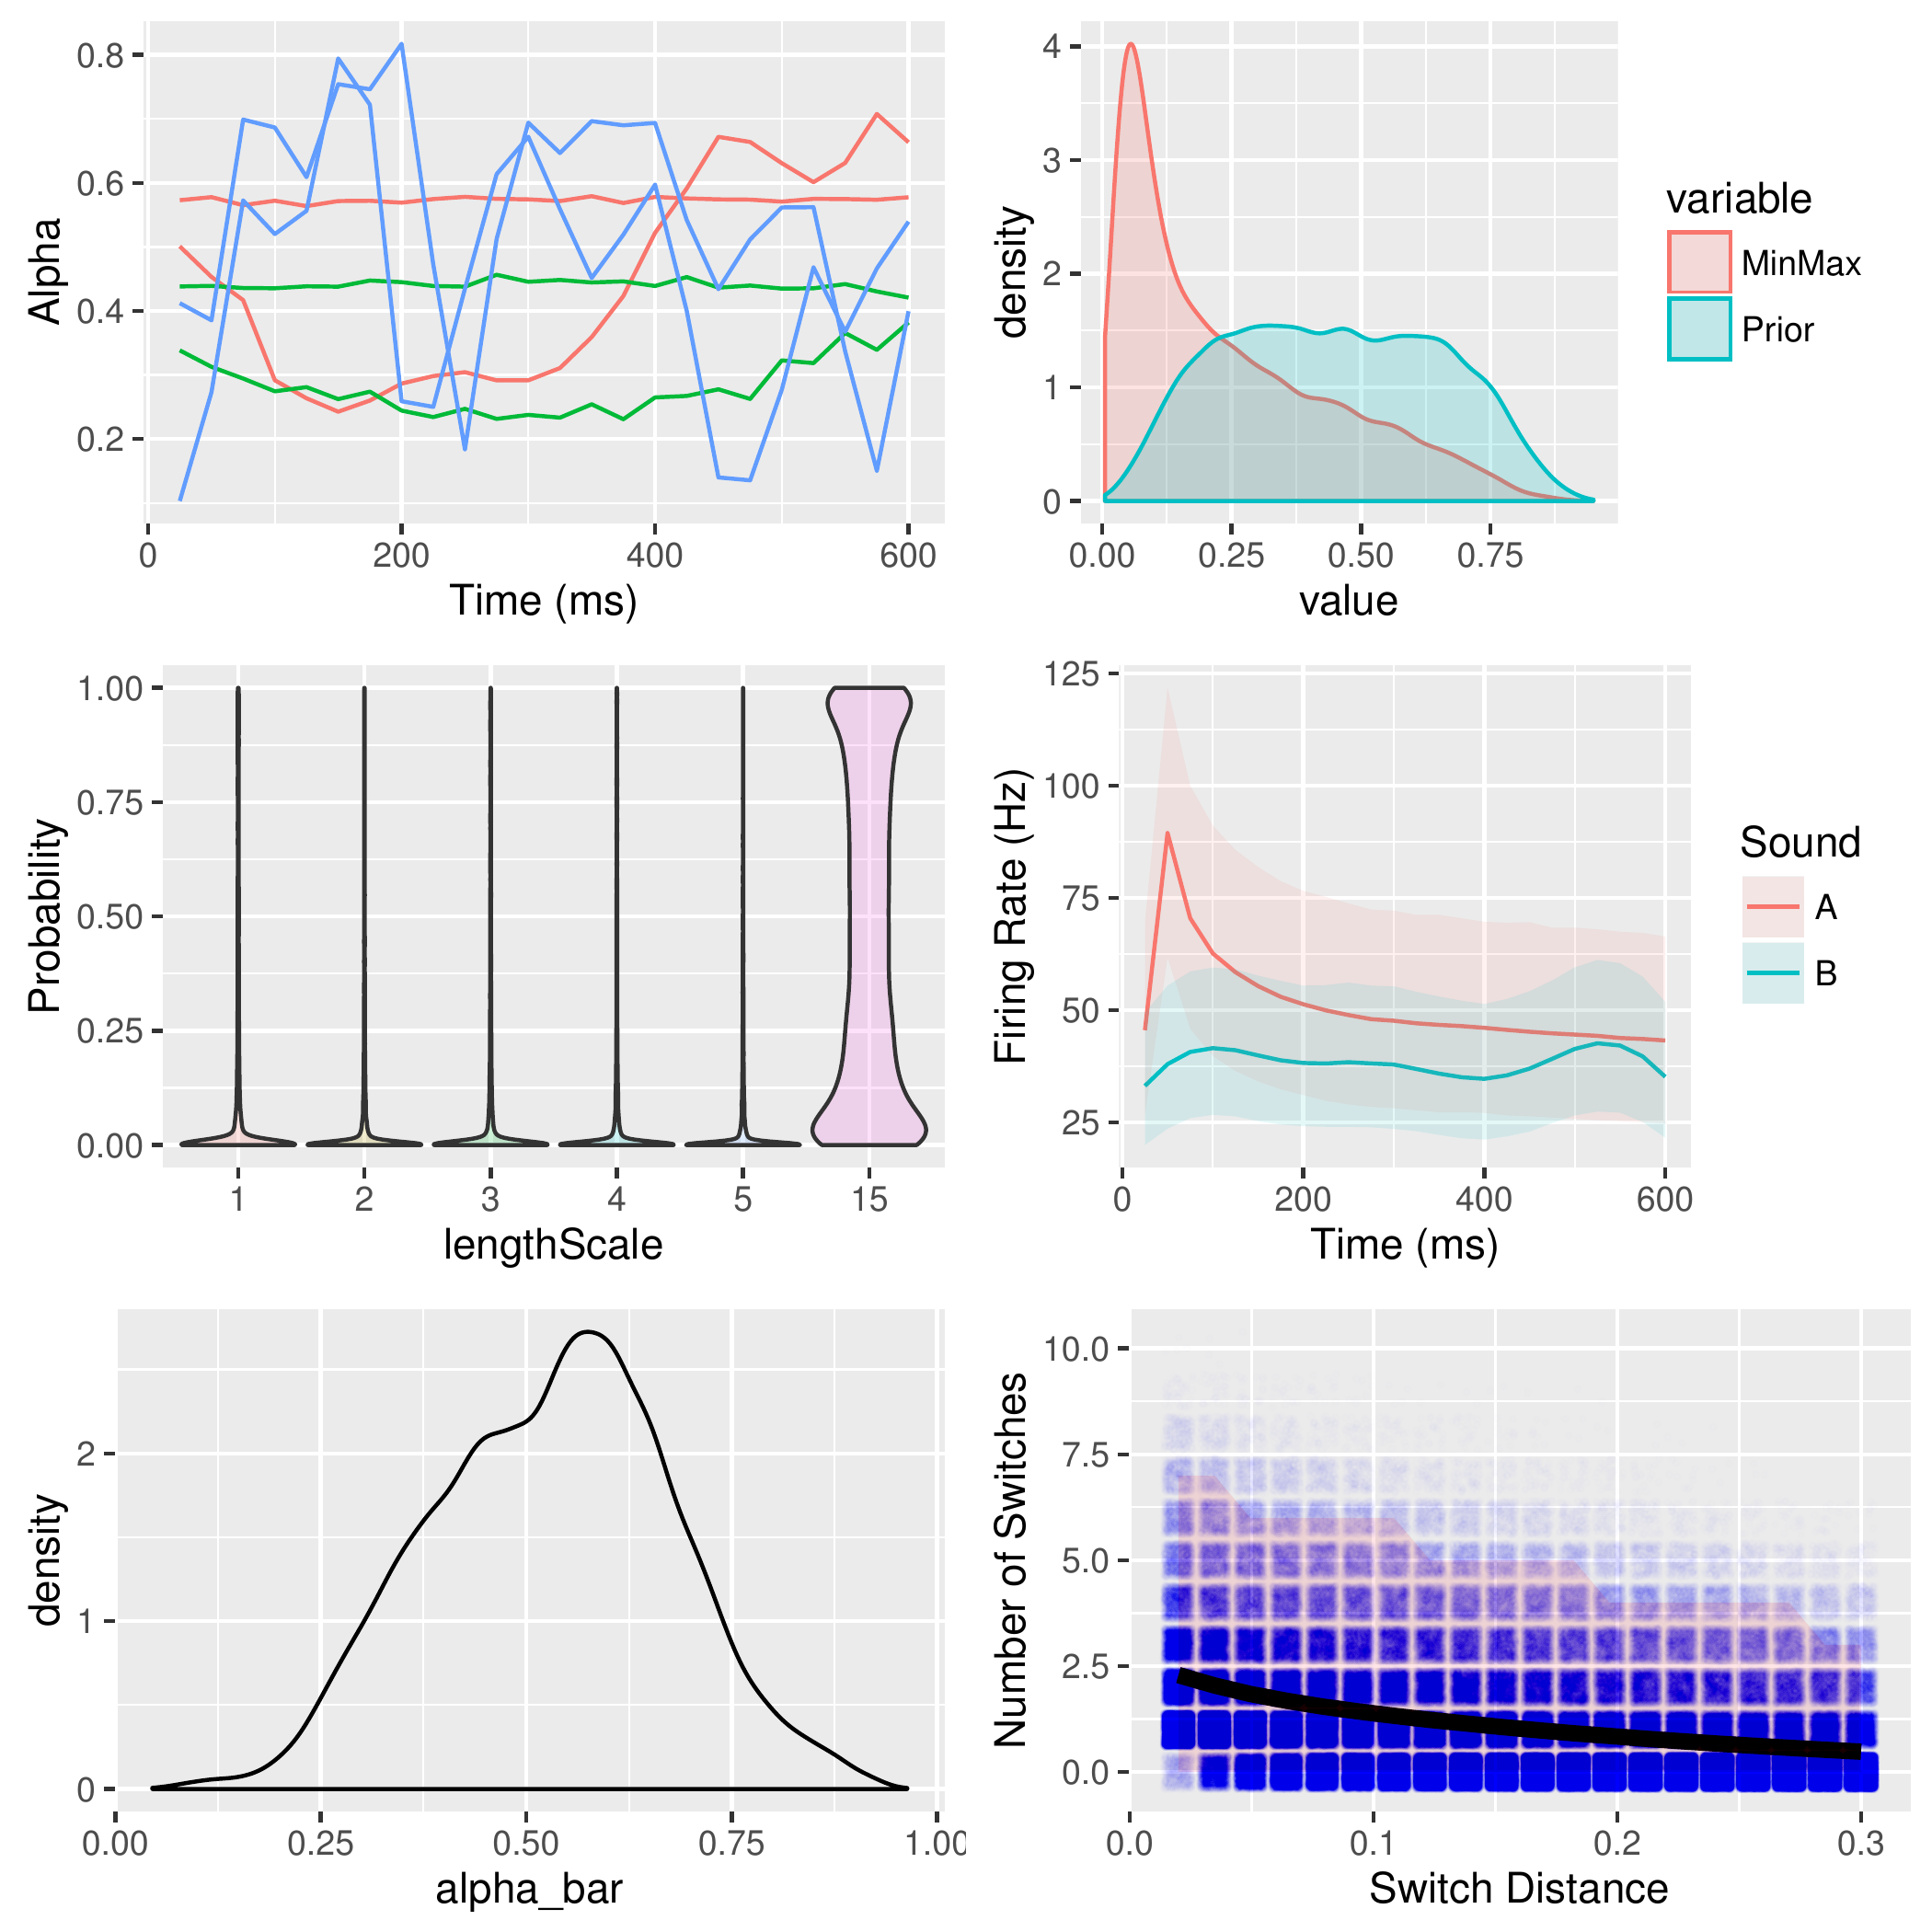 Alpha
0.8
0.6
0.4
0.2
0 200 400 600
Time (ms)
density
4
3
2
1
0
0.00 0.25 0.50 0.75
value
variable
MinMax
Prior
Probability
1.00
0.75
0.50
0.25
0.00
1 2 3 4 5 15
lengthScale
Firing Rate (Hz)
125
100
75
50
25
0 200 400 600
Time (ms)
Sound
A
B
density
2
1
0
0.00 0.25 0.50 0.75 1.00
alpha_bar
Number of Switches
10.0
7.5
5.0
2.5
0.0
0.0 0.1 0.2 0.3
Switch Distance